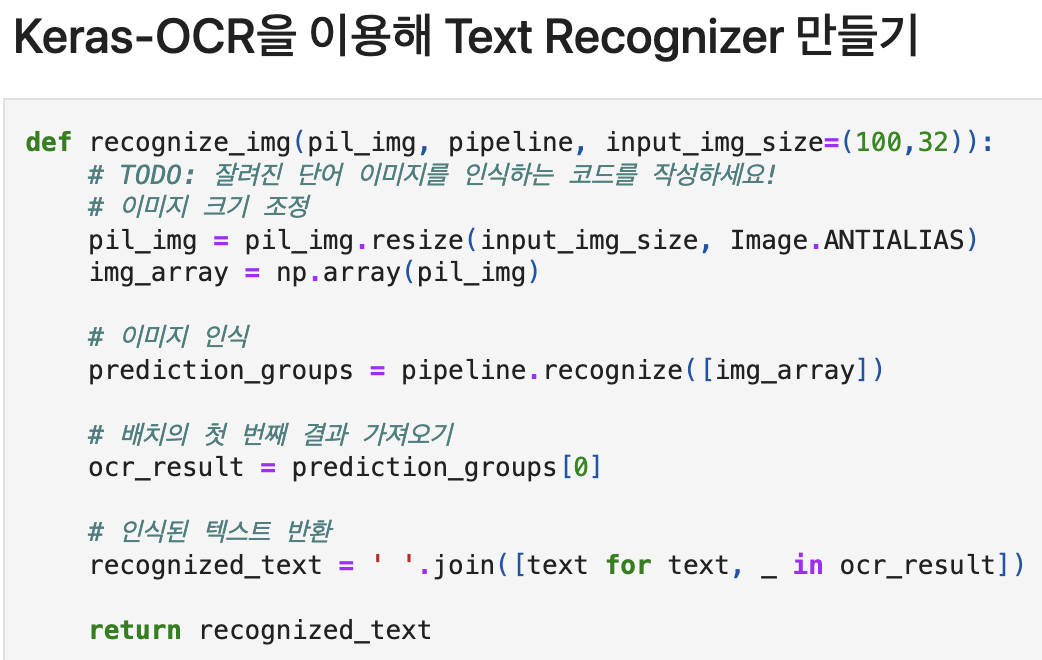 Keras-OCR을 이용해 Text Recognizer 만들기
def recognize_img(pil_img, pipeline, input_img_size=(100,32)):
    # TODO: 잘려진 단어 이미지를 인식하는 코드를 작성하세요!
    # 이미지 크기 조정
    pil_img = pil_img.resize(input_img_size, Image.ANTIALIAS)
    img_array = np.array(pil_img)
    # 이미지 인식
    prediction_groups = pipeline.recognize([img_array])
    # 배치의 첫 번째 결과 가져오기
    ocr_result = prediction_groups[0]
    # 인식된 텍스트 반환
    recognized_text = ' '.join([text for text, _ in ocr_result])
    return recognized_text